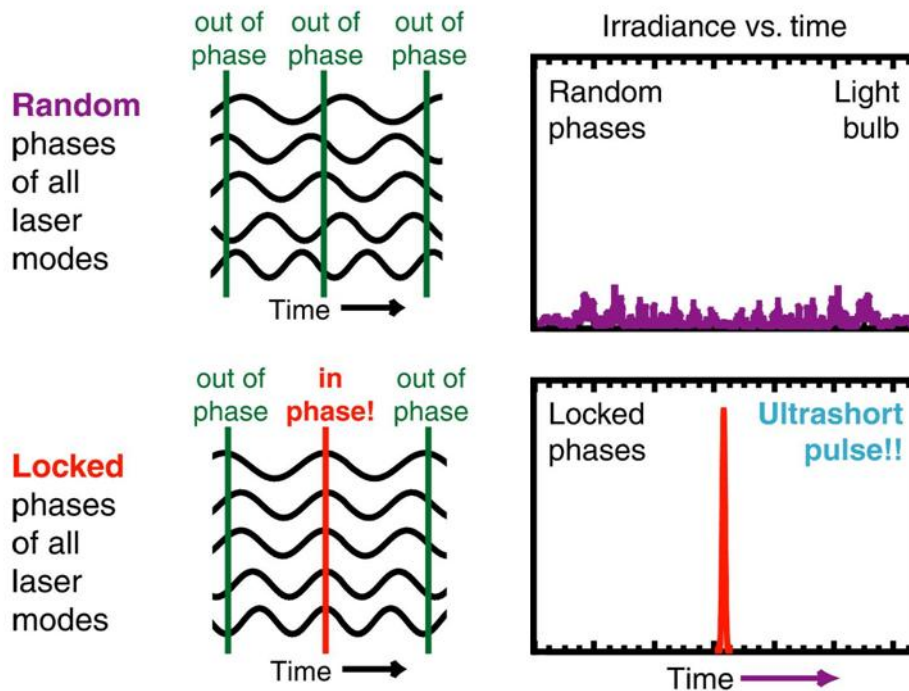 out of phase
out of phase
out of phase
Irradiance vs. time
Random
phases
of all
laser
modes
Random
phases
Light
bulb
Time
out of phase
in phase!
out of phase
Locked
phases
of all
laser
modes
Locked
phases
Ultrashort
pulse!!
Time
Time